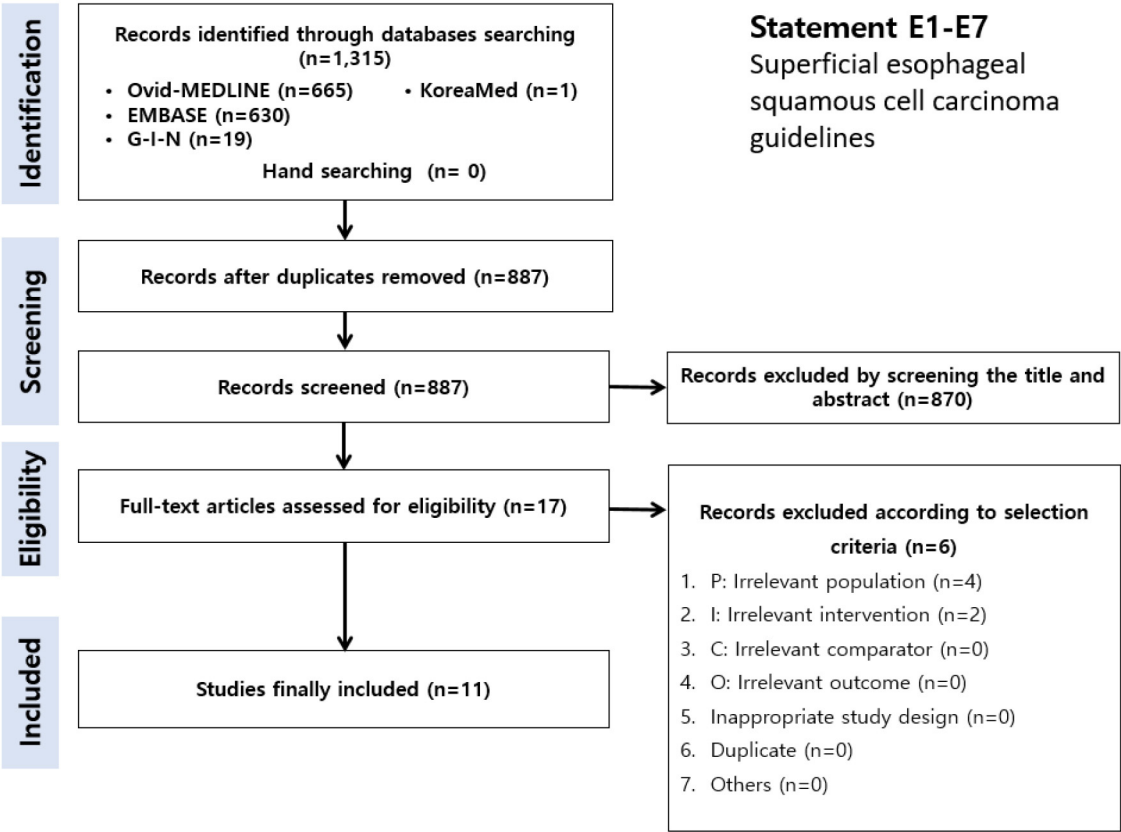 Statement E1-E7
Superficial esophageal
squamous cell carcinoma
guidelines
Identification
Records identified through databases searching
(n=1,315)
• Ovid-MEDLINE (n=665)
• KoreaMed (n=1)
• EMBASE (n=630)
• G-I-N (n=19)
Hand searching (n= 0)
Screening
Records after duplicates removed (n=887)
Records screened (n=887)
Records excluded by screening the title and
abstract (n=870)
Eligibility
Full-text articles assessed for eligibility (n=17)
Records excluded according to selection
criteria (n=6)
1. P: Irrelevant population (n=4)
2. I: Irrelevant intervention (n=2)
3. C: Irrelevant comparator (n=0)
4. O: Irrelevant outcome (n=0)
5. Inappropriate study design (n=0)
6. Duplicate (n=0)
7. Others (n=0)
Included
Studies finally included (n=11)